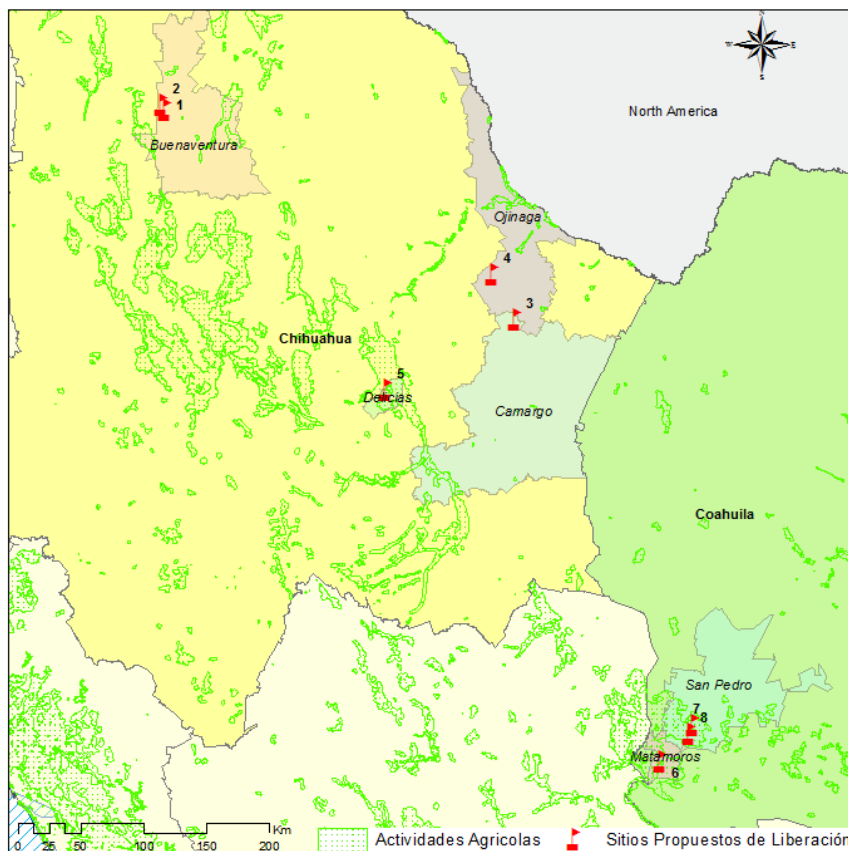 N
W E
S
2
1
North America
Buenaventura
Ojinaga
4
3
Chihuahua
5
Delicias
Camargo
Coahuila
San Pedro
7
8
Matamoros
6
Km
0 25 50 100 150 200
Actividades Agricolas
Sitios Propuestos de Liberación